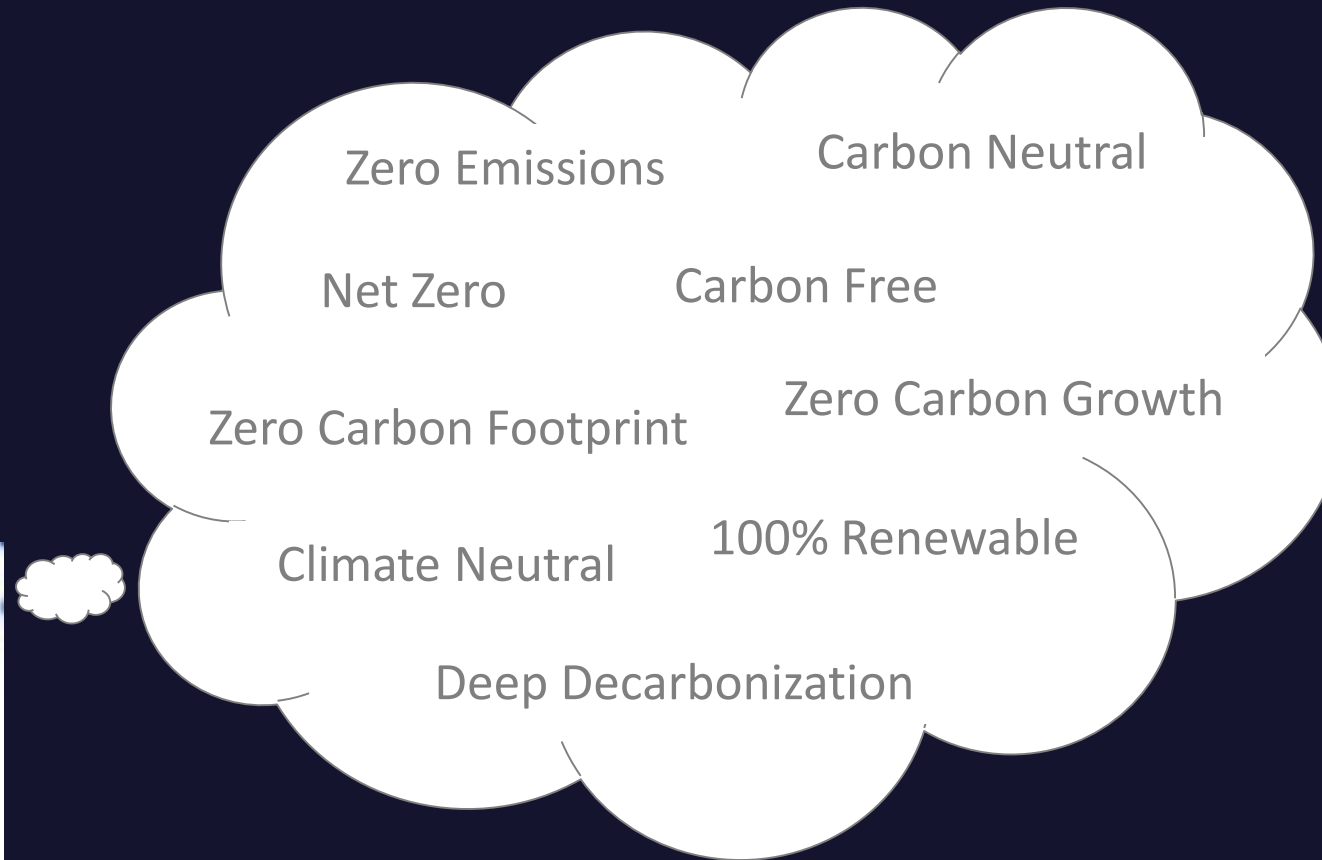 Zero Emissions
Carbon Neutral
Net Zero
Carbon Free
Zero Carbon Footprint
Zero Carbon Growth
Climate Neutral
100% Renewable
Deep Decarbonization